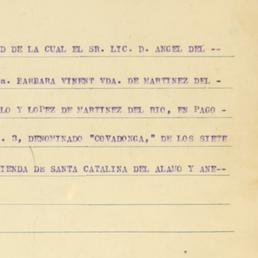 D DE LA CUAL EL SR. LIC. D. ANGEL DEL --
a. BARBARA VINENT VDA. DE MARTINEZ DEL -
LO Y LOPEZ DE MARTINEZ DEL RIO, EN PAGO -
. 3, DENOMINADO "COVADONGA," DE LOS SIETE
IENDA DE SANTA CATALINA DEL ALAMO Y ANE--